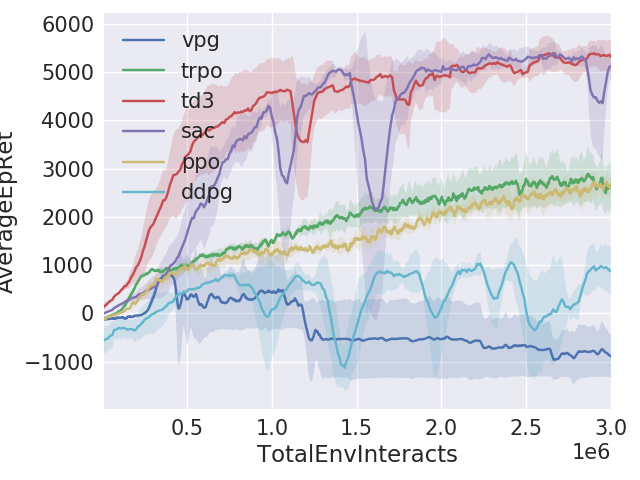 6000
5000
4000
3000
2000
1000
0
−1000
AverageEpRet
vpg
trpo
td3
sac
ppo
ddpg
0.5 1.0 1.5 2.0 2.5 3.0
1e6
TotalEnvInteracts